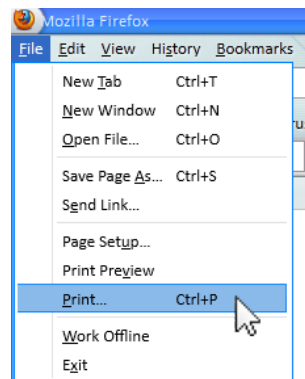 Mozilla Firefox
File Edit View History Bookmarks
New Tab Ctrl+T
New Window Ctrl+N
Open File... Ctrl+O
Save Page As... Ctrl+S
Send Link...
Page Setup...
Print Preview
Print... Ctrl+P
Work Offline
Exit